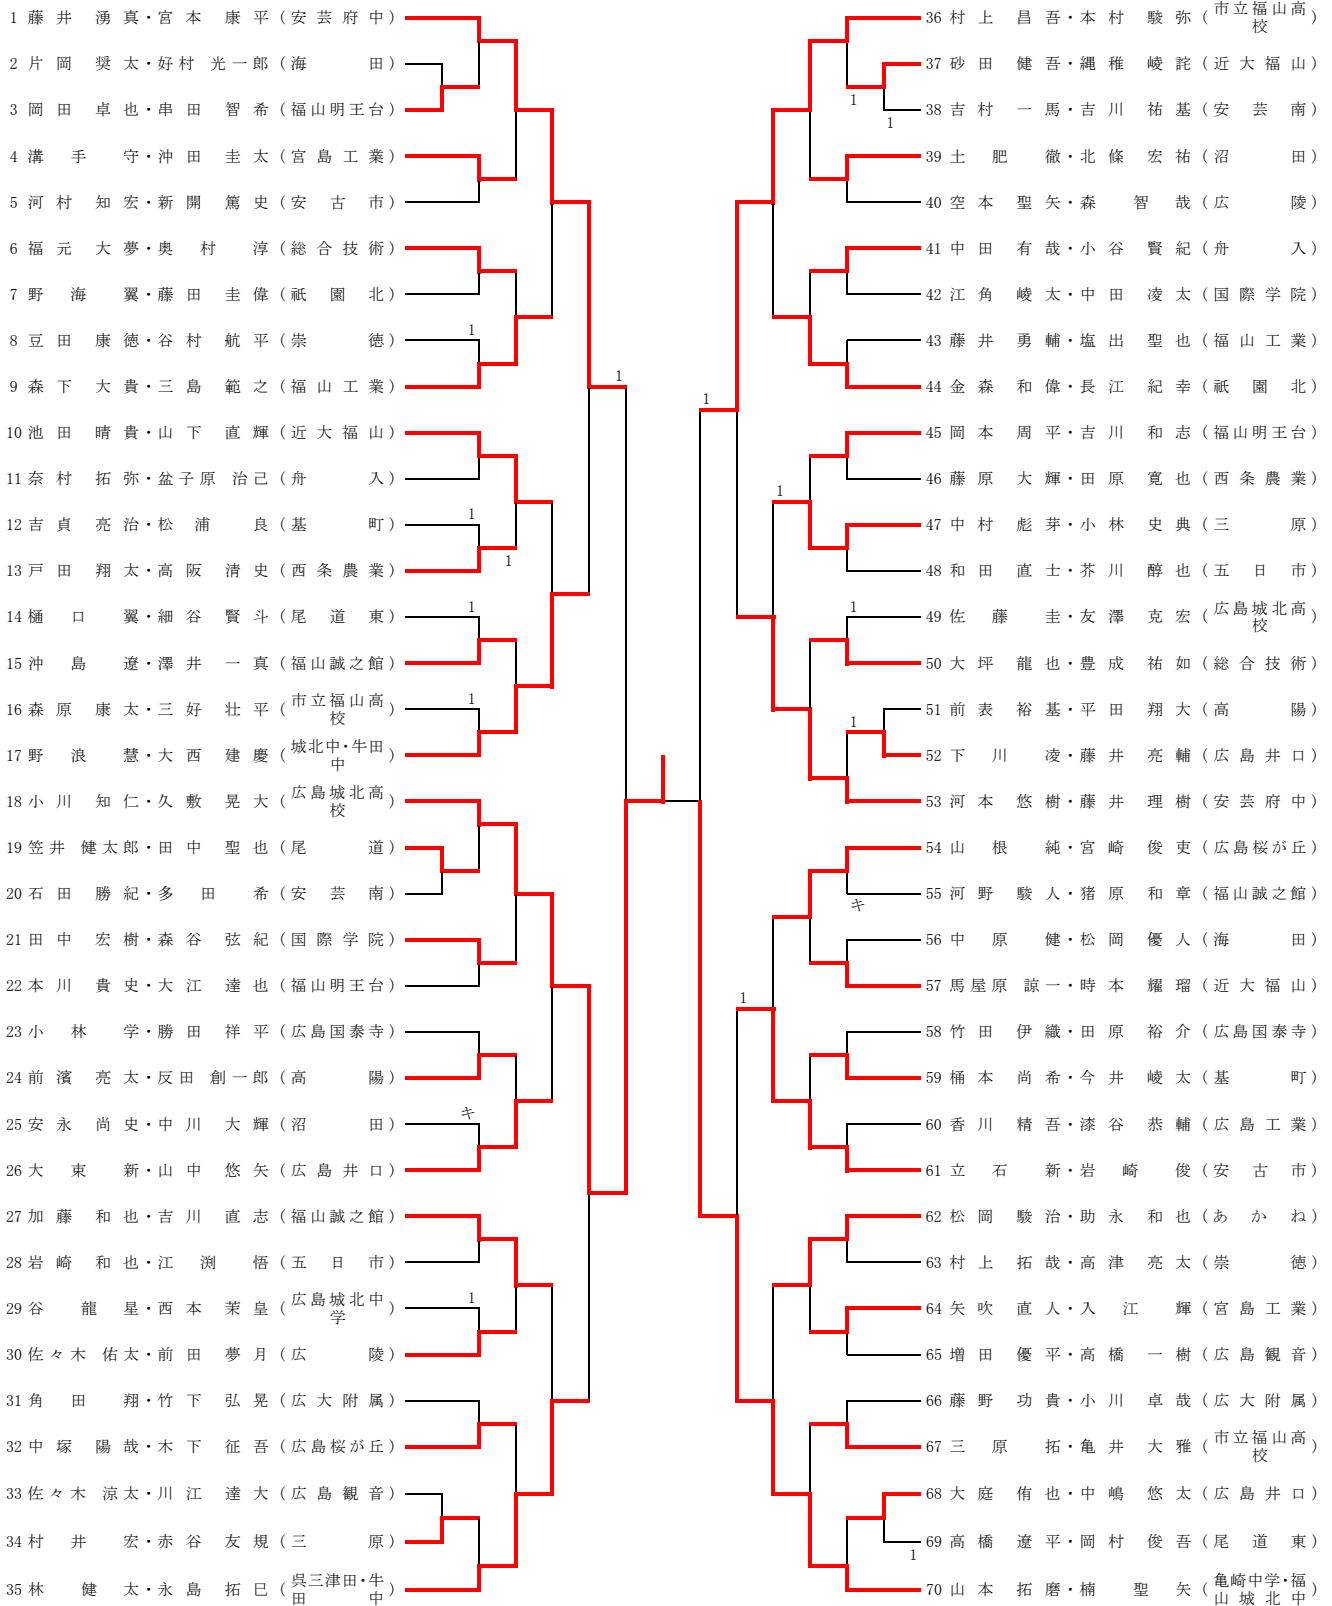 1 藤井 湧真・宮本 康平 (安芸府中)
2 片岡 奨太・好村 光一郎 (海田)
3 岡田 卓也・串田 智希 (福山明王台)
4 溝手 守・沖田 圭太 (宮島工業)
5 河村 知宏・新開 篤史 (安古市)
6 福元 大夢・奥村 淳 (総合技術)
7 野海 翼・藤田 圭偉 (祇園北)
8 豆田 康徳・谷村 航平 (崇徳) 1
9 森下 大貴・三島 範之 (福山工業)
1
10 池田 晴貴・山下 直輝 (近大福山)
11 奈村 拓弥・盆子原 治己 (舟入)
12 吉貞 亮治・松浦 良 (基町) 1
1
13 戸田 翔太・高阪 清史 (西条農業)
14 樋口 翼・細谷 賢斗 (尾道東) 1
15 沖島 遼・澤井 一真 (福山誠之館)
16 森原 康太・三好 壮平 (市立福山高校) 1
17 野浪 慧・大西 建慶 (城北中・牛田中)
18 小川 知仁・久敷 晃大 (広島城北高校)
19 笠井 健太郎・田中 聖也 (尾道)
20 石田 勝紀・多田 希 (安芸南)
21 田中 宏樹・森谷 弦紀 (国際学院)
22 本川 貴史・大江 達也 (福山明王台)
23 小林 学・勝田 祥平 (広島国泰寺)
24 前濱 亮太・反田 創一郎 (高陽)
25 安永 尚史・中川 大輝 (沼田) キ
26 大東 新・山中 悠矢 (広島井口)
27 加藤 和也・吉川 直志 (福山誠之館)
28 岩崎 和也・江渕 悟 (五日市)
29 谷 龍星・西本 茉皇 (広島城北中学) 1
30 佐々木 佑太・前田 夢月 (広陵)
31 角田 翔・竹下 弘晃 (広大附属)
32 中塚 陽哉・木下 征吾 (広島桜が丘)
33 佐々木 涼太・川江 達大 (広島観音)
34 村井 宏・赤谷 友規 (三原)
35 林 健太・永島 拓巳 (呉三津田・牛田中)
36 村上 昌吾・本村 駿弥 (市立福山高校)
37 砂田 健吾・縄稚 崚詫 (近大福山)
1
38 吉村 一馬・吉川 祐基 (安芸南)
1
39 土肥 徹・北條 宏祐 (沼田)
40 空本 聖矢・森 智哉 (広陵)
41 中田 有哉・小谷 賢紀 (舟入)
42 江角 崚太・中田 凌太 (国際学院)
43 藤井 勇輔・塩出 聖也 (福山工業)
44 金森 和偉・長江 紀幸 (祇園北)
1
45 岡本 周平・吉川 和志 (福山明王台)
46 藤原 大輝・田原 寛也 (西条農業)
1
47 中村 彪芽・小林 史典 (三原)
48 和田 直士・芥川 醇也 (五日市)
1
49 佐藤 圭・友澤 克宏 (広島城北高校)
50 大坪 龍也・豊成 祐如 (総合技術)
51 前表 裕基・平田 翔大 (高陽)
1
52 下川 凌・藤井 亮輔 (広島井口)
53 河本 悠樹・藤井 理樹 (安芸府中)
54 山根 純・宮崎 俊吏 (広島桜が丘)
55 河野 駿人・猪原 和章 (福山誠之館)
キ
56 中原 健・松岡 優人 (海田)
57 馬屋原 諒一・時本 耀瑠 (近大福山)
1
58 竹田 伊織・田原 裕介 (広島国泰寺)
59 桶本 尚希・今井 崚太 (基町)
60 香川 精吾・漆谷 恭輔 (広島工業)
61 立石 新・岩崎 俊 (安古市)
62 松岡 駿治・助永 和也 (あかね)
63 村上 拓哉・高津 亮太 (崇徳)
64 矢吹 直人・入江 輝 (宮島工業)
65 増田 優平・高橋 一樹 (広島観音)
66 藤野 功貴・小川 卓哉 (広大附属)
67 三原 拓・亀井 大雅 (市立福山高校)
68 大庭 侑也・中嶋 悠太 (広島井口)
69 高橋 遼平・岡村 俊吾 (尾道東)
1
70 山本 拓磨・楠 聖矢 (亀崎中学・福山城北中)